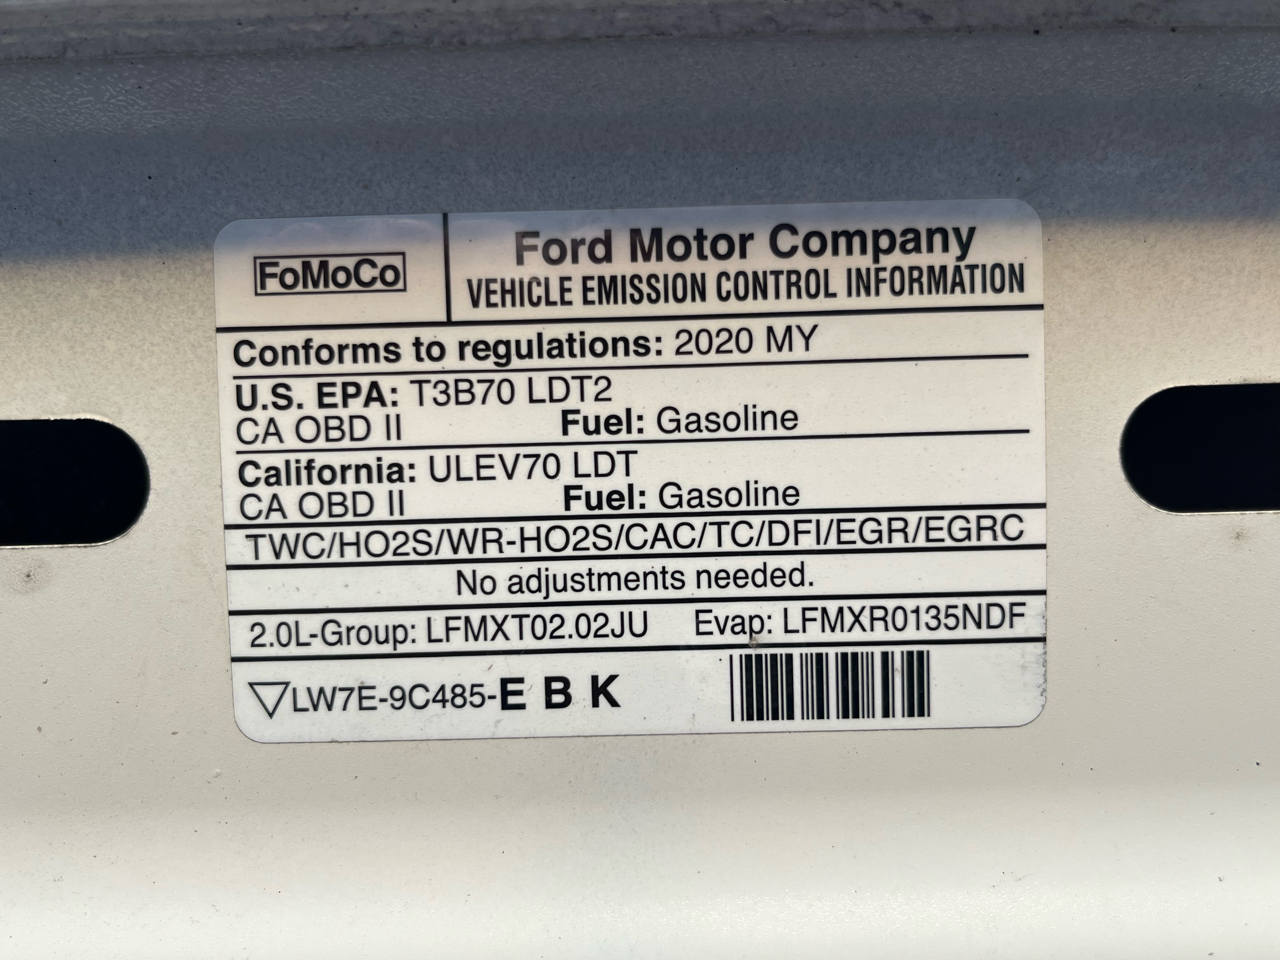 FoMoCo
Ford Motor Company
VEHICLE EMISSION CONTROL INFORMATION
Conforms to regulations: 2020 MY
U.S. EPA: T3B70 LDT2
CA OBD II Fuel: Gasoline
California: ULEV70 LDT
CA OBD II Fuel: Gasoline
TWC/HO2S/WR-HO2S/CAC/TC/DFI/EGR/EGRC
No adjustments needed.
2.0L-Group: LFMXT02.02JU Evap: LFMXR0135NDF
LW7E-9C485-E B K